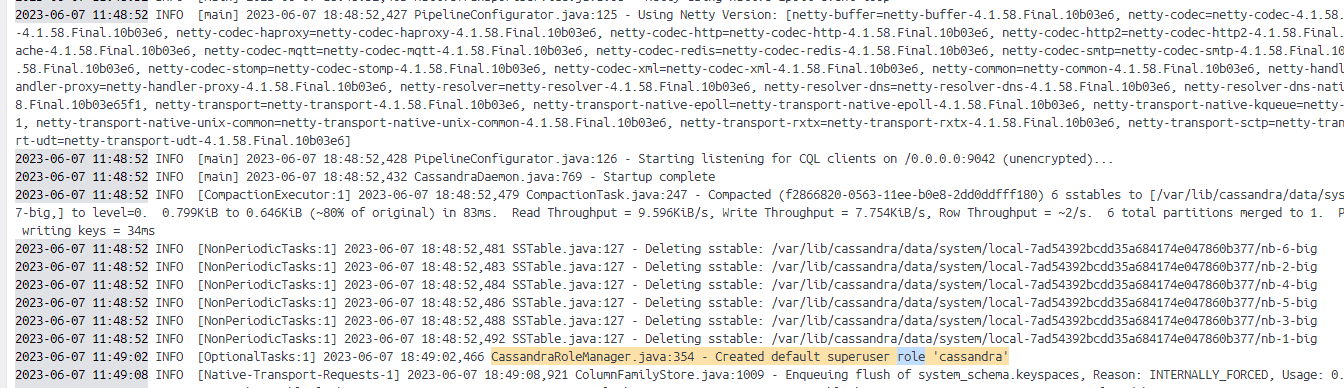 2023-06-07 11:48:52 INFO [main] 2023-06-07 18:48:52,427 PipelineConfigurator.java:125 - Using Netty Version: [netty-buffer=netty-buffer-4.1.58.Final.10b03e6, netty-codec=netty-codec-4.1.58.
-4.1.58.Final.10b03e6, netty-codec-haproxy=netty-codec-haproxy-4.1.58.Final.10b03e6, netty-codec-http=netty-codec-http-4.1.58.Final.10b03e6, netty-codec-http2=netty-codec-http2-4.1.58.Final.
ache-4.1.58.Final.10b03e6, netty-codec-mqtt=netty-codec-mqtt-4.1.58.Final.10b03e6, netty-codec-redis=netty-codec-redis-4.1.58.Final.10b03e6, netty-codec-smtp=netty-codec-smtp-4.1.58.Final.10
.58.Final.10b03e6, netty-codec-stomp=netty-codec-stomp-4.1.58.Final.10b03e6, netty-codec-xml=netty-codec-xml-4.1.58.Final.10b03e6, netty-common=netty-common-4.1.58.Final.10b03e6, netty-handl
andler-proxy=netty-handler-proxy-4.1.58.Final.10b03e6, netty-resolver=netty-resolver-4.1.58.Final.10b03e6, netty-resolver-dns=netty-resolver-dns-4.1.58.Final.10b03e6, netty-resolver-dns-nati
8.Final.10b03e65f1, netty-transport=netty-transport-4.1.58.Final.10b03e6, netty-transport-native-epoll=netty-transport-native-epoll-4.1.58.Final.10b03e6, netty-transport-native-kqueue=netty-
1, netty-transport-native-unix-common=netty-transport-native-unix-common-4.1.58.Final.10b03e6, netty-transport-rxtx=netty-transport-rxtx-4.1.58.Final.10b03e6, netty-transport-sctp=netty-tran
rt-udt=netty-transport-udt-4.1.58.Final.10b03e6]
2023-06-07 11:48:52 INFO [main] 2023-06-07 18:48:52,428 PipelineConfigurator.java:126 - Starting listening for CQL clients on /0.0.0.0:9042 (unencrypted)...
2023-06-07 11:48:52 INFO [main] 2023-06-07 18:48:52,432 CassandraDaemon.java:769 - Startup complete
2023-06-07 11:48:52 INFO [CompactionExecutor:1] 2023-06-07 18:48:52,479 CompactionTask.java:247 - Compacted (f2866820-0563-11ee-b0e8-2dd0ddfff180) 6 sstables to [/var/lib/cassandra/data/sys
7-big,] to level=0. 0.799KiB to 0.646KiB (~80% of original) in 83ms. Read Throughput = 9.596KiB/s, Write Throughput = 7.754KiB/s, Row Throughput = ~2/s. 6 total partitions merged to 1. P
writing keys = 34ms
2023-06-07 11:48:52 INFO [NonPeriodicTasks:1] 2023-06-07 18:48:52,481 SSTable.java:127 - Deleting sstable: /var/lib/cassandra/data/system/local-7ad54392bcdd35a684174e047860b377/nb-6-big
2023-06-07 11:48:52 INFO [NonPeriodicTasks:1] 2023-06-07 18:48:52,483 SSTable.java:127 - Deleting sstable: /var/lib/cassandra/data/system/local-7ad54392bcdd35a684174e047860b377/nb-2-big
2023-06-07 11:48:52 INFO [NonPeriodicTasks:1] 2023-06-07 18:48:52,484 SSTable.java:127 - Deleting sstable: /var/lib/cassandra/data/system/local-7ad54392bcdd35a684174e047860b377/nb-4-big
2023-06-07 11:48:52 INFO [NonPeriodicTasks:1] 2023-06-07 18:48:52,486 SSTable.java:127 - Deleting sstable: /var/lib/cassandra/data/system/local-7ad54392bcdd35a684174e047860b377/nb-5-big
2023-06-07 11:48:52 INFO [NonPeriodicTasks:1] 2023-06-07 18:48:52,488 SSTable.java:127 - Deleting sstable: /var/lib/cassandra/data/system/local-7ad54392bcdd35a684174e047860b377/nb-3-big
2023-06-07 11:48:52 INFO [NonPeriodicTasks:1] 2023-06-07 18:48:52,492 SSTable.java:127 - Deleting sstable: /var/lib/cassandra/data/system/local-7ad54392bcdd35a684174e047860b377/nb-1-big
2023-06-07 11:49:02 INFO [OptionalTasks:1] 2023-06-07 18:49:02,466 CassandraRoleManager.java:354 - Created default superuser role 'cassandra'
2023-06-07 11:49:08 INFO [Native-Transport-Requests-1] 2023-06-07 18:49:08,921 ColumnFamilyStore.java:1009 - Enqueuing flush of system_schema.keyspaces, Reason: INTERNALLY_FORCED, Usage: 0.